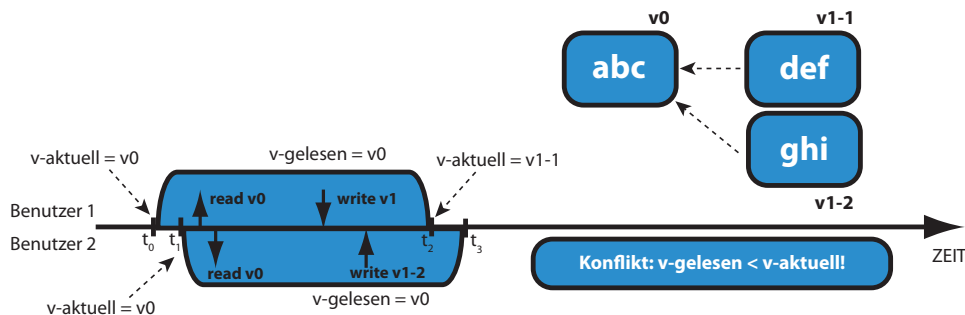 v0
v1-1
abc
def
ghi
v1-2
v-aktuell = v0
v-gelesen = v0
v-aktuell = v1-1
read v0
write v1
Benutzer 1
Benutzer 2
t0
t1
t2
t3
ZEIT
read v0
write v1-2
v-aktuell = v0
v-gelesen = v0
Konflikt: v-gelesen < v-aktuell!